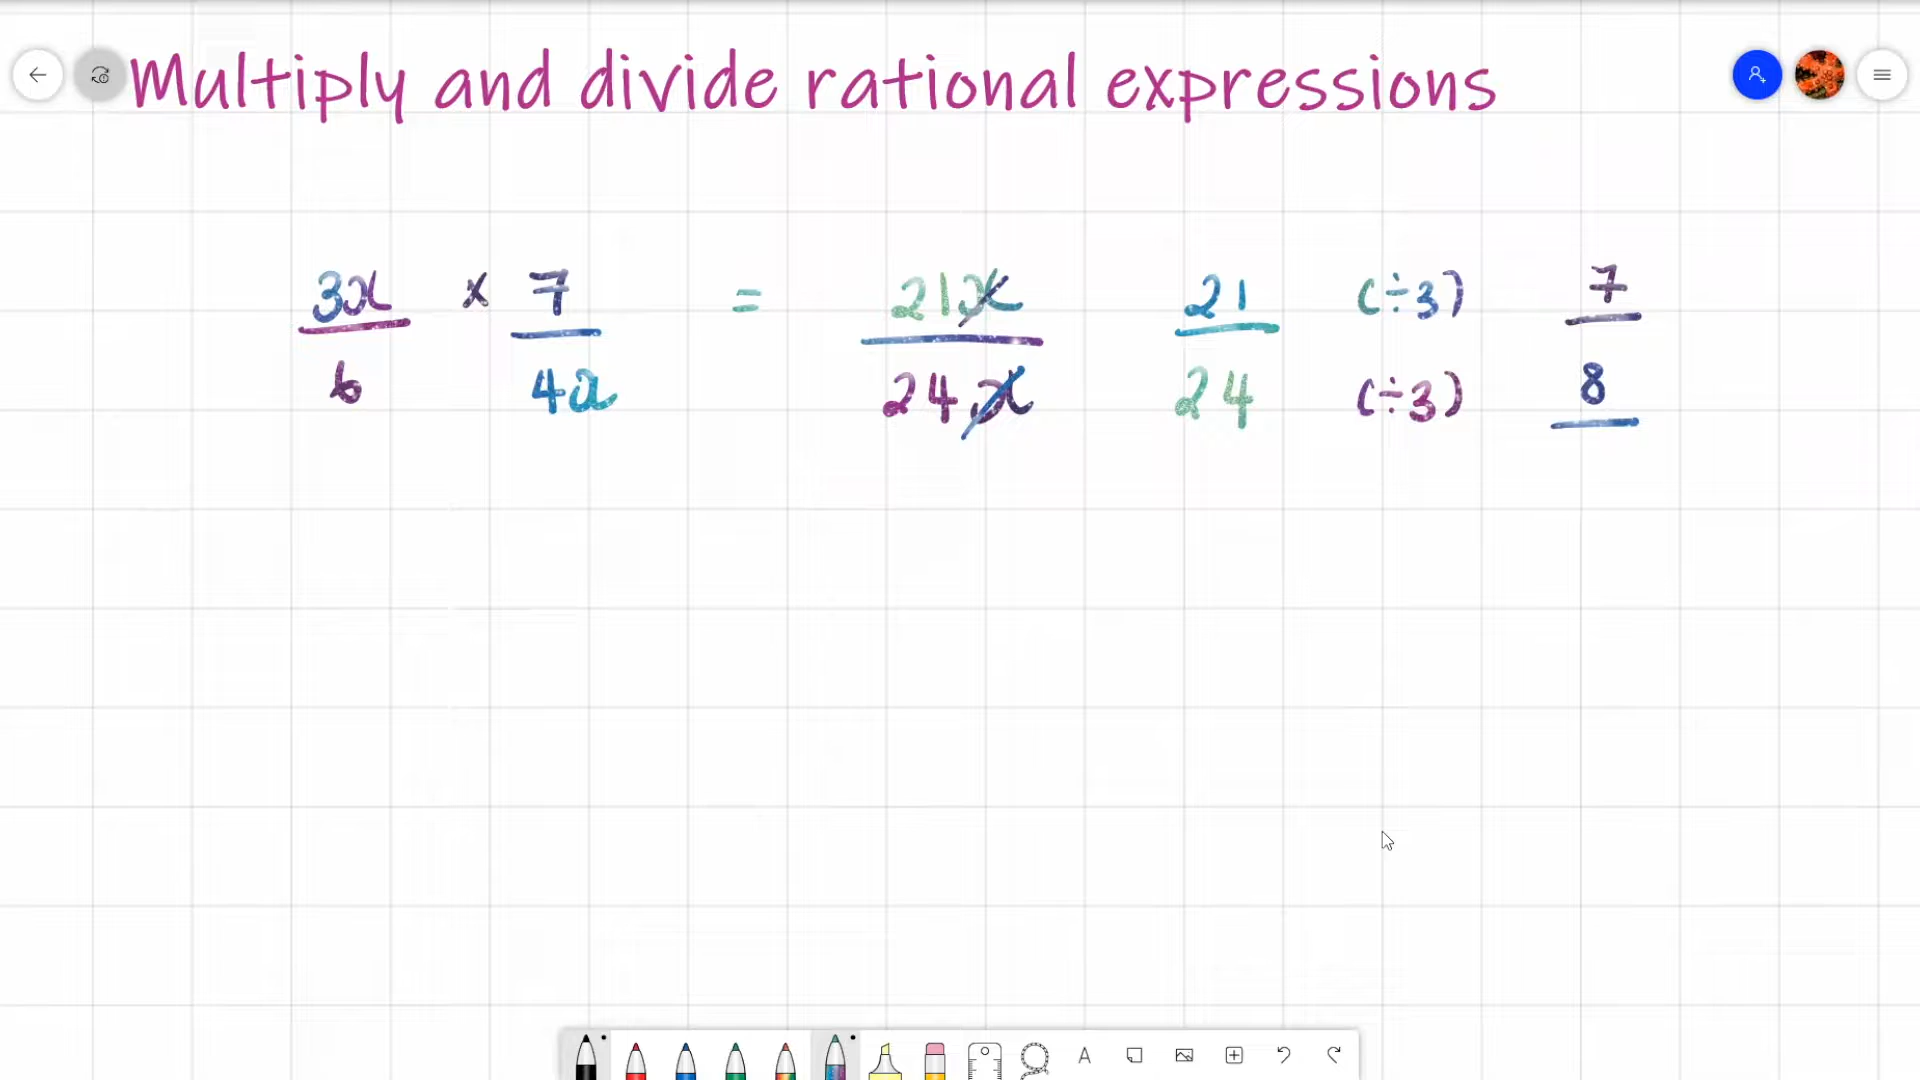 Multiply and divide rational expressions
3x × 7 = 21x 21 (÷3) 7
6 4x 24x 24 (÷3) 8
A